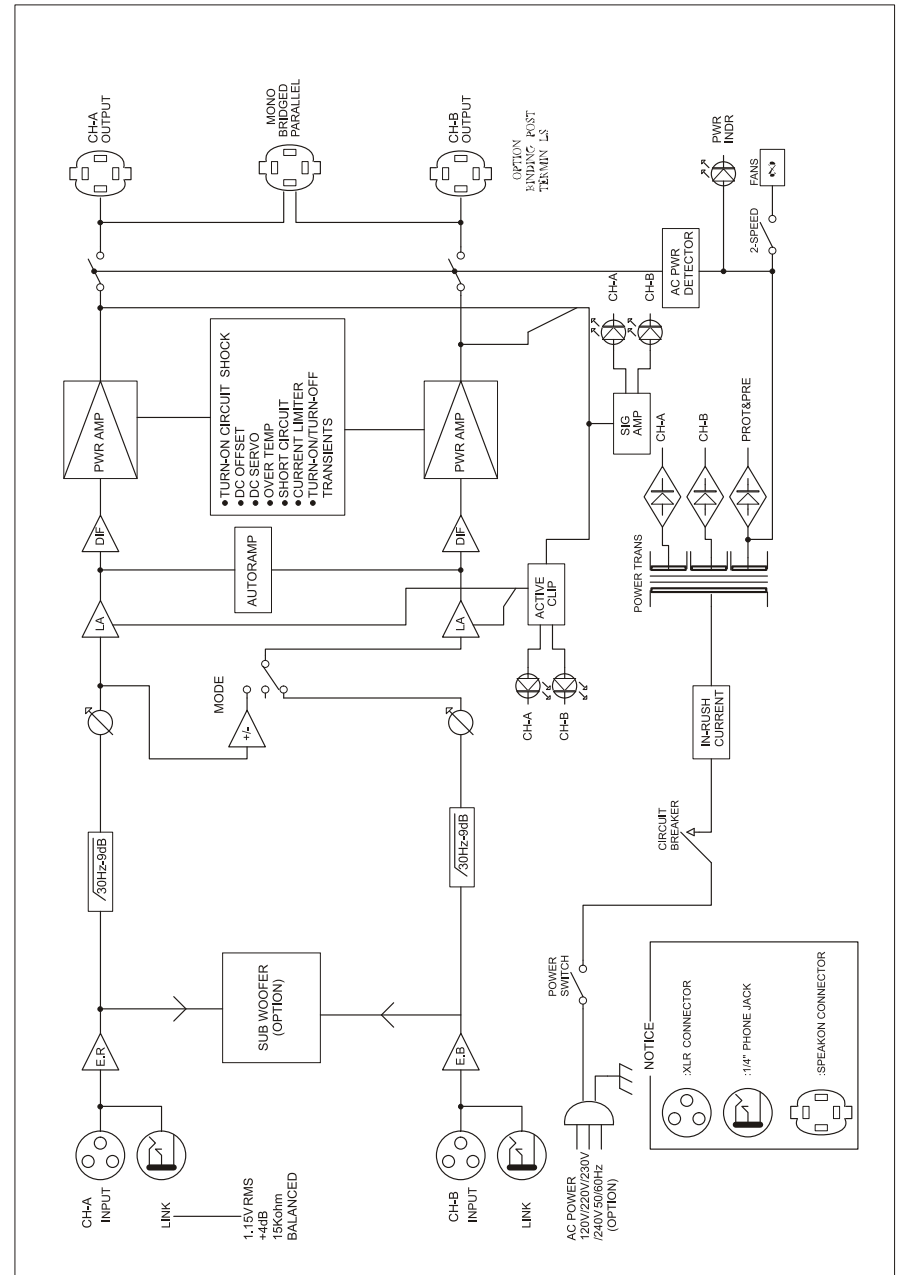 CH-A
INPUT
LINK
1.15V RMS
+4dB
15Kohm
BALANCED
E.R
/30Hz-9dB
LA
DIF
PWR AMP
CH-A
OUTPUT
SUB WOOFER
(OPTION)
MODE
+/-
AUTORAMP
● TURN-ON CIRCUIT SHOCK
● DC OFFSET
● DC SERVO
● OVER TEMP
● SHORT CIRCUIT
● CURRENT LIMITER
● TURN-ON/TURN-OFF
TRANSIENTS
MONO
BRIDGED
PARALLEL
CH-B
INPUT
LINK
E.B
/30Hz-9dB
LA
DIF
PWR AMP
CH-B
OUTPUT
OPTION
BINDING POST
LS
ACTIVE
CLIP
CH-A
CH-B
SIG
AMP
CH-A
CH-B
AC PWR
DETECTOR
PWR
INDR
2-SPEED
FANS
AC POWER
120V/220V/230V
/240V 50/60Hz
(OPTION)
POWER
SWITCH
CIRCUIT
BREAKER
IN-RUSH
CURRENT
POWER TRANS
CH-A
CH-B
PROT&PRE
NOTICE
:XLR CONNECTOR
:1/4" PHONE JACK
:SPEAKON CONNECTOR